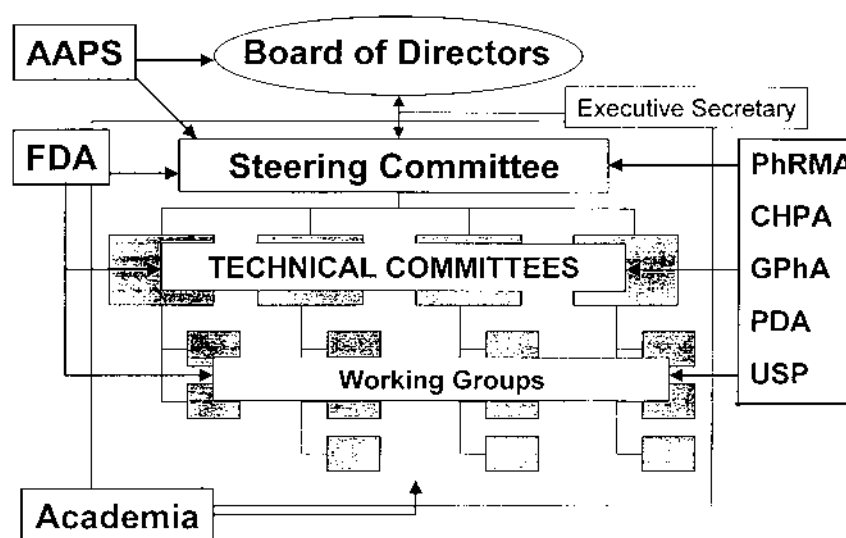 AAPS
Board of Directors
Executive Secretary
FDA
Steering Committee
PhRMA
CHPA
TECHNICAL COMMITTEES
GPhA
PDA
Working Groups
USP
Academia